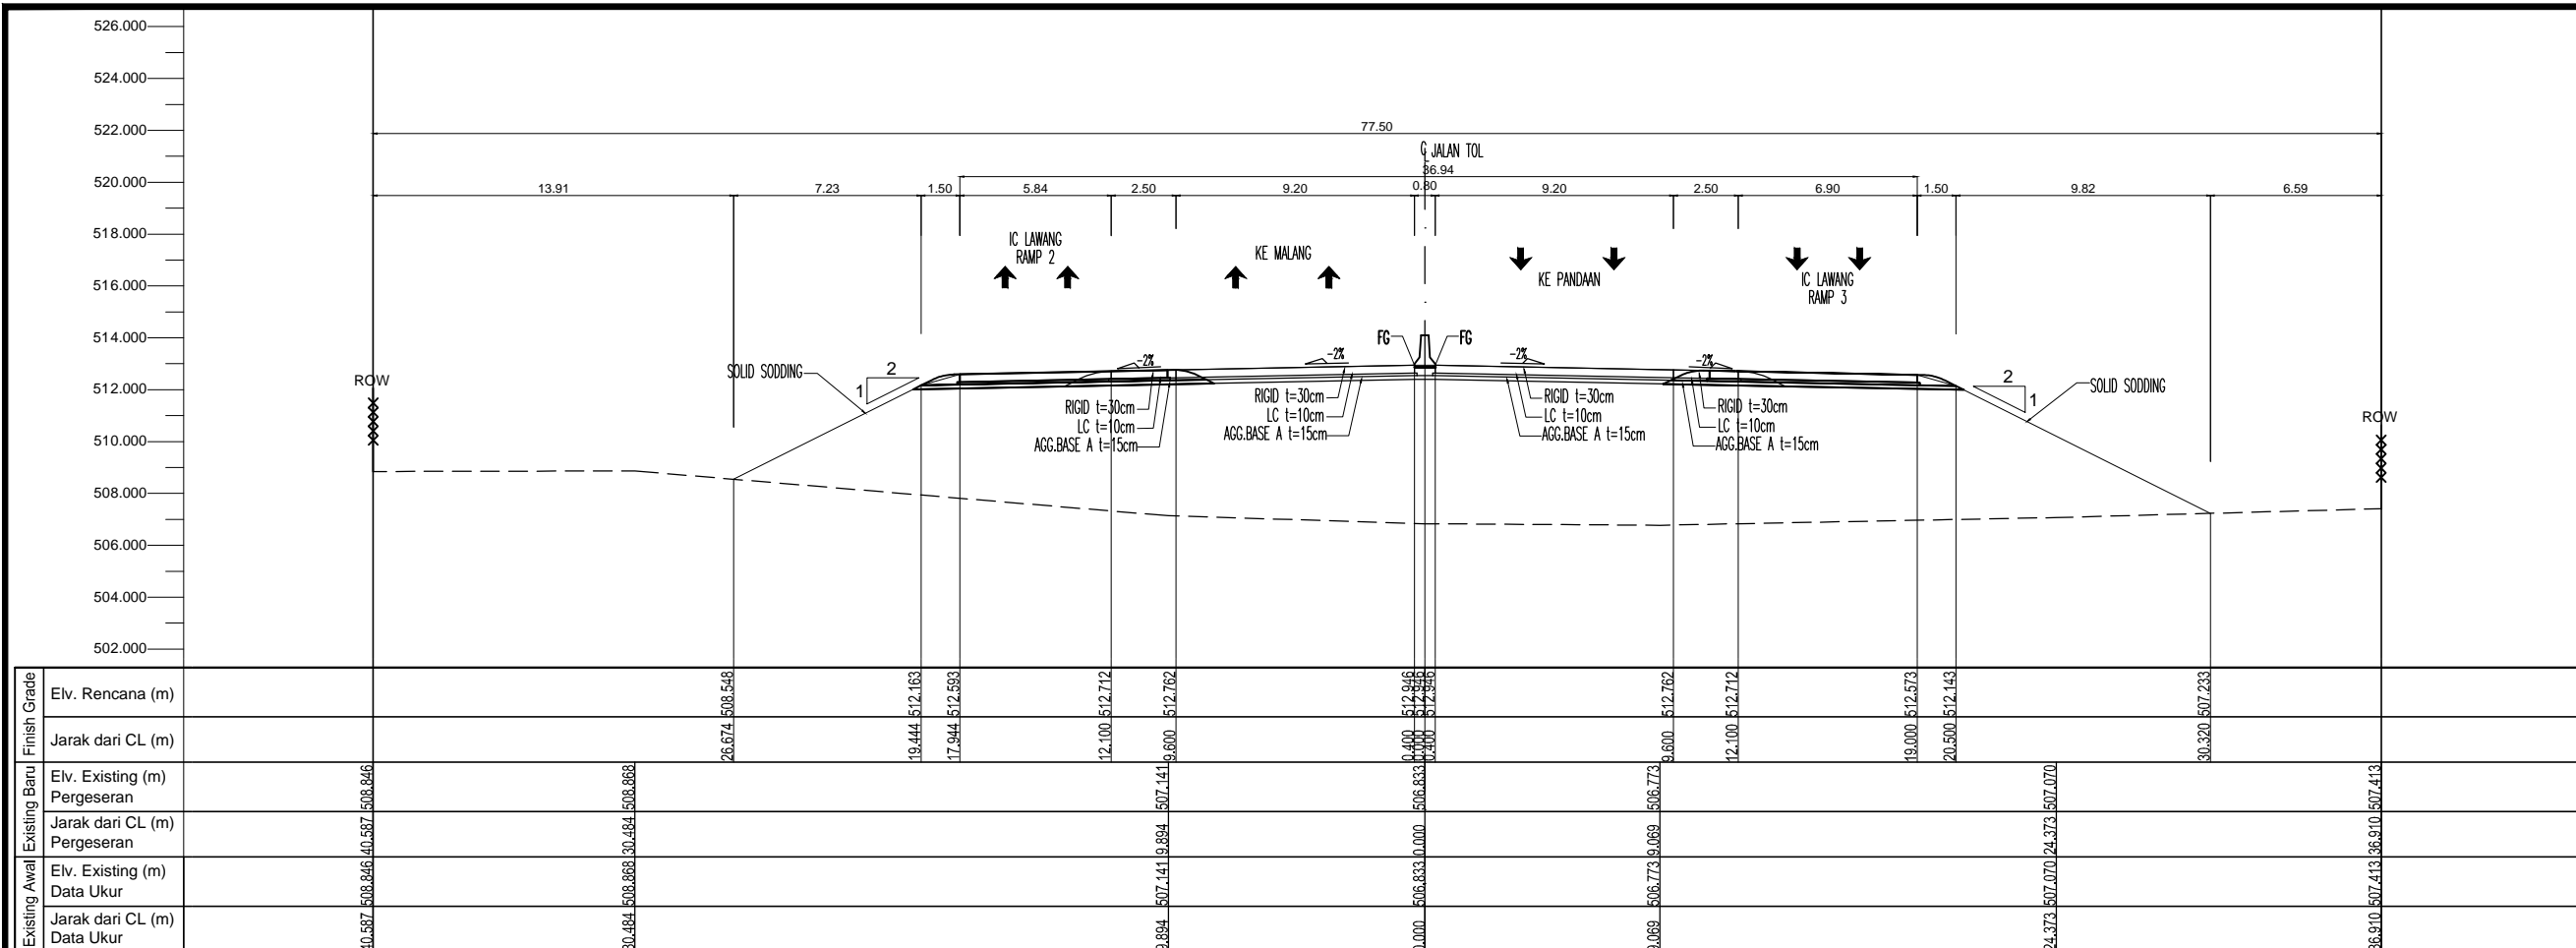 526.000
524.000
522.000
520.000
518.000
516.000
514.000
512.000
510.000
508.000
506.000
504.000
502.000
77.50
JALAN TOL
36.94
13.91 7.23 1.50 5.84 2.50 9.20 0.80 9.20 2.50 6.90 1.50 9.82 6.59
IC LAWANG
RAMP 2
KE MALANG
KE PANDAAN
IC LAWANG
RAMP 3
FG FG
-2% -2% -2% -2%
ROW
SOLID SODDING
2
1
RIGID t=30cm
LC t=10cm
AGG.BASE A t=15cm
RIGID t=30cm
LC t=10cm
AGG.BASE A t=15cm
RIGID t=30cm
LC t=10cm
AGG.BASE A t=15cm
RIGID t=30cm
LC t=10cm
AGG.BASE A t=15cm
2
1
SOLID SODDING
ROW
Finish Grade
Elv. Rencana (m)
508.548 512.163 512.593 512.712 512.762 512.946 512.946 512.946 512.762 512.712 512.573 512.143 507.233
Jarak dari CL (m)
26.674 19.444 17.944 12.100 9.600 0.400 0.000 0.400 9.600 12.100 19.000 20.500 30.320
Existing Baru
Elv. Existing (m)
Pergeseran
508.846 508.868 507.141 506.833 506.773 507.070 507.413
Jarak dari CL (m)
Pergeseran
40.587 30.484 9.894 0.000 9.069 24.373 36.910
Existing Awal
Elv. Existing (m)
Data Ukur
508.846 508.868 507.141 506.833 506.773 507.070 507.413
Jarak dari CL (m)
Data Ukur
40.587 30.484 9.894 0.000 9.069 24.373 36.910